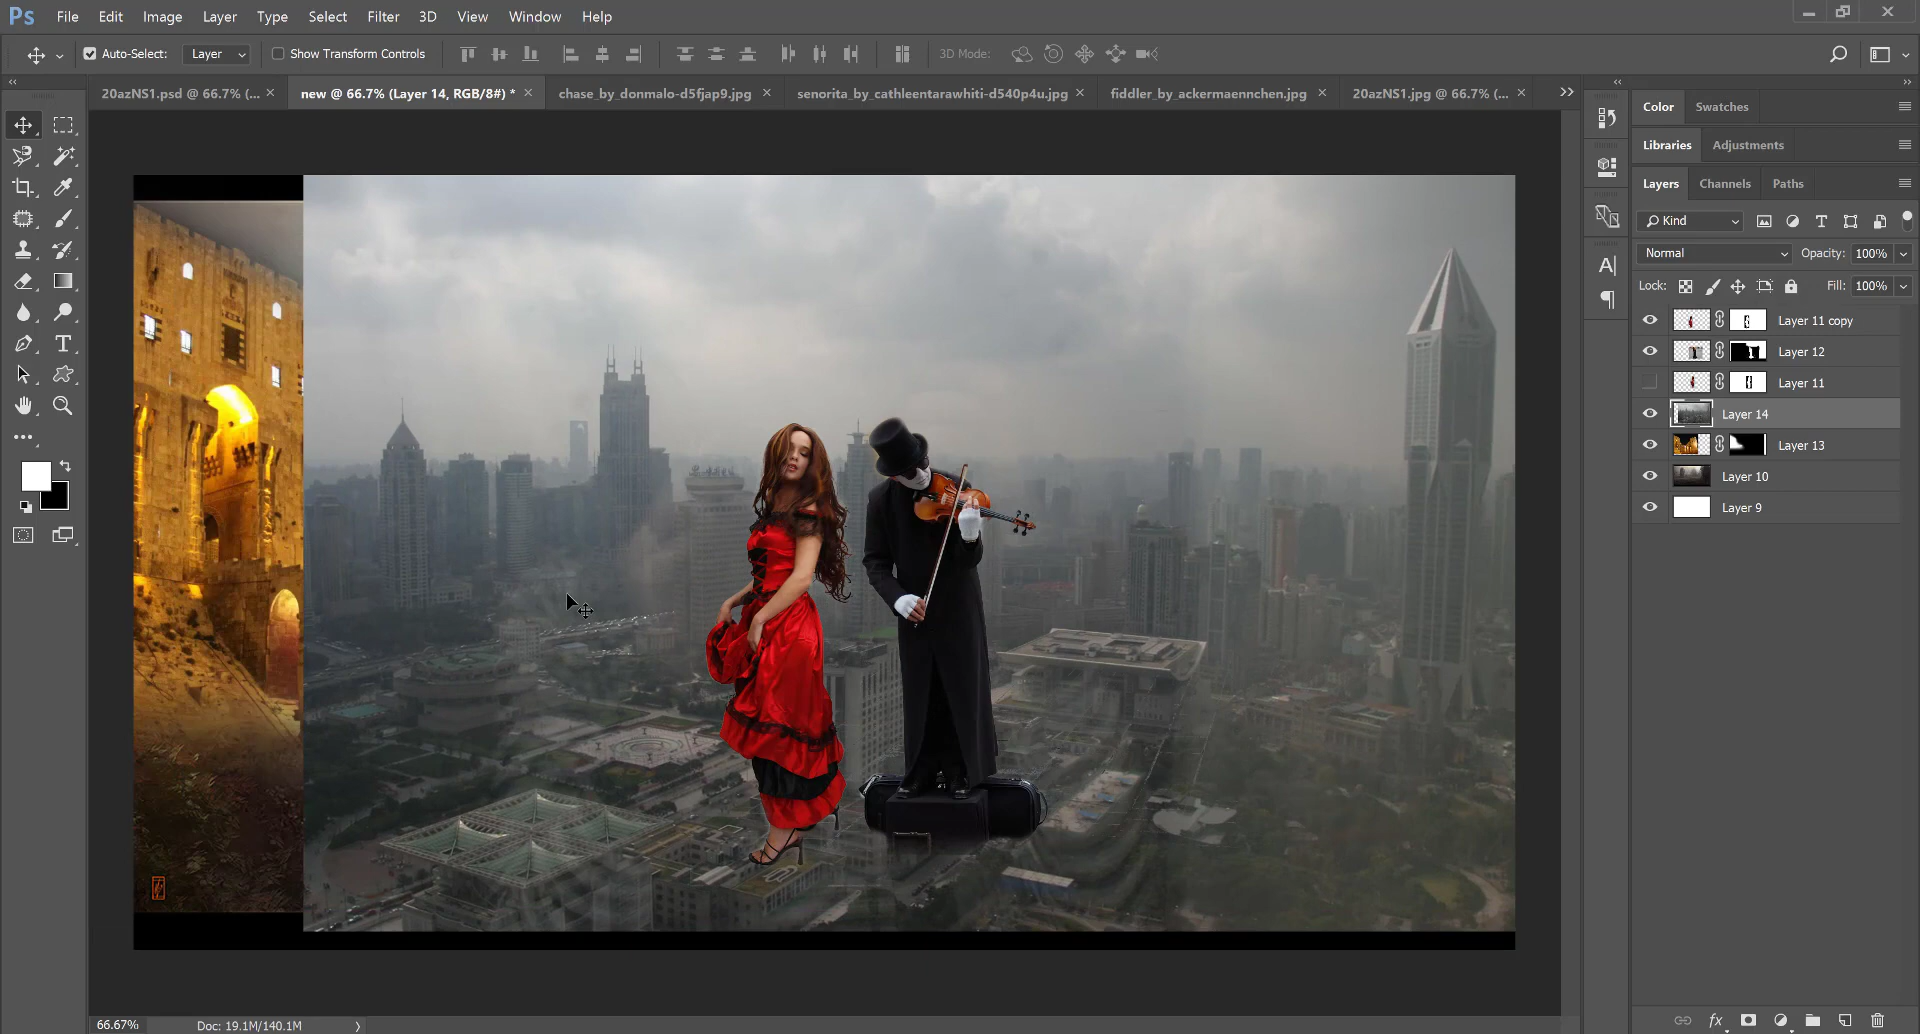 Ps File Edit Image Layer Type Select Filter 3D View Window Help
Auto-Select: Layer Show Transform Controls 3D Mode:
20azNS1.psd @ 66.7% (... new @ 66.7% (Layer 14, RGB/8#) * chase_by_donmalo-d5fjap9.jpg senorita_by_cathleentarawhiti-d540p4u.jpg fiddler_by_ackermaennchen.jpg 20azNS1.jpg @ 66.7% (...
Color Swatches
Libraries Adjustments
Layers Channels Paths
Kind
Normal Opacity: 100%
Lock: Fill: 100%
Layer 11 copy
Layer 12
Layer 11
Layer 14
Layer 13
Layer 10
Layer 9
66.67% Doc: 19.1M/140.1M
fx